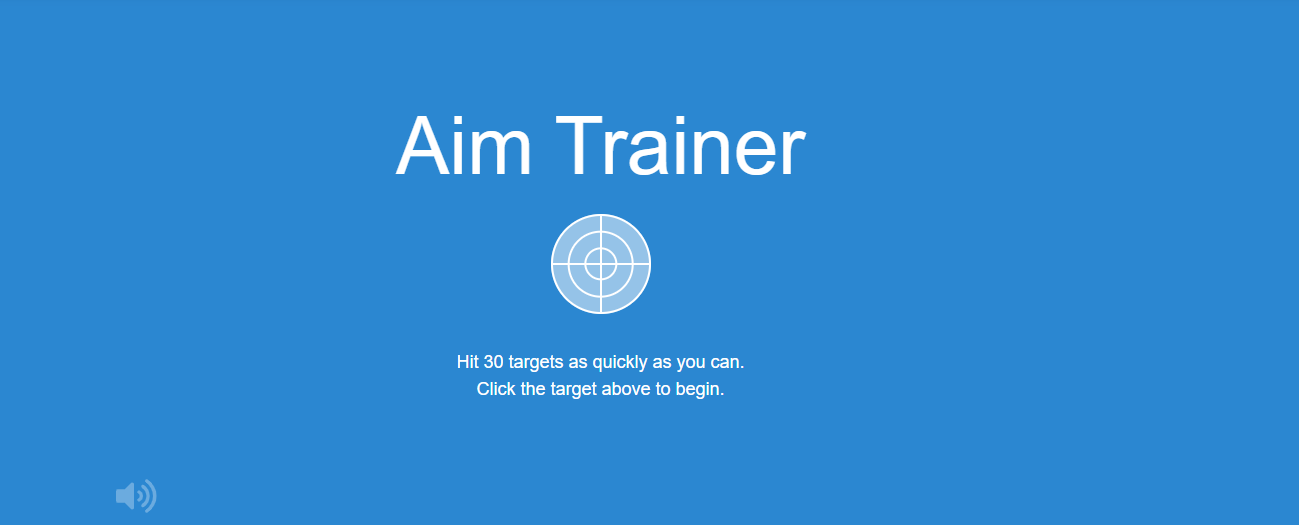 Aim Trainer
Hit 30 targets as quickly as you can.
Click the target above to begin.